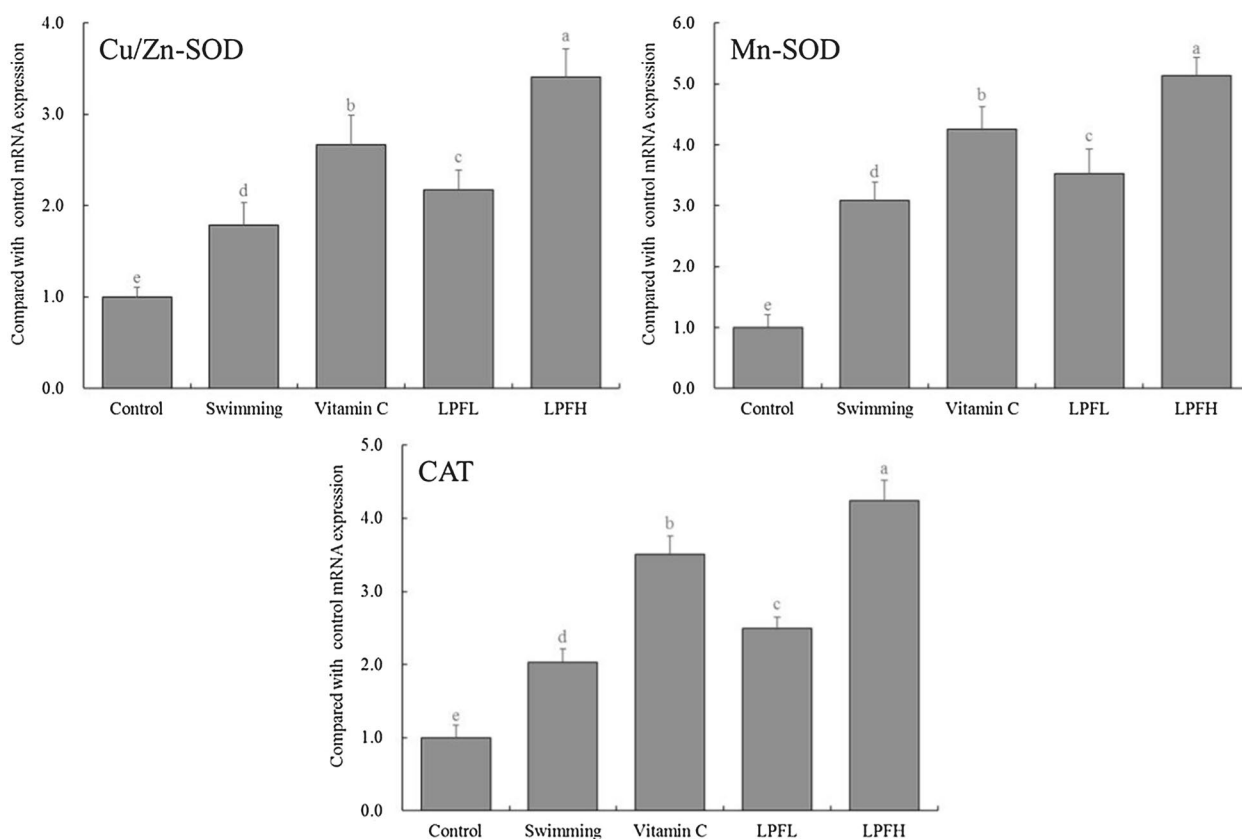 Cu/Zn-SOD
Compared with control mRNA expression
4.0
3.0
2.0
1.0
0.0
e
d
b
c
a
Control Swimming Vitamin C LPFL LPFH
Mn-SOD
Compared with control mRNA expression
6.0
5.0
4.0
3.0
2.0
1.0
0.0
e
d
b
c
a
Control Swimming Vitamin C LPFL LPFH
CAT
Compared with control mRNA expression
5.0
4.0
3.0
2.0
1.0
0.0
e
d
b
c
a
Control Swimming Vitamin C LPFL LPFH